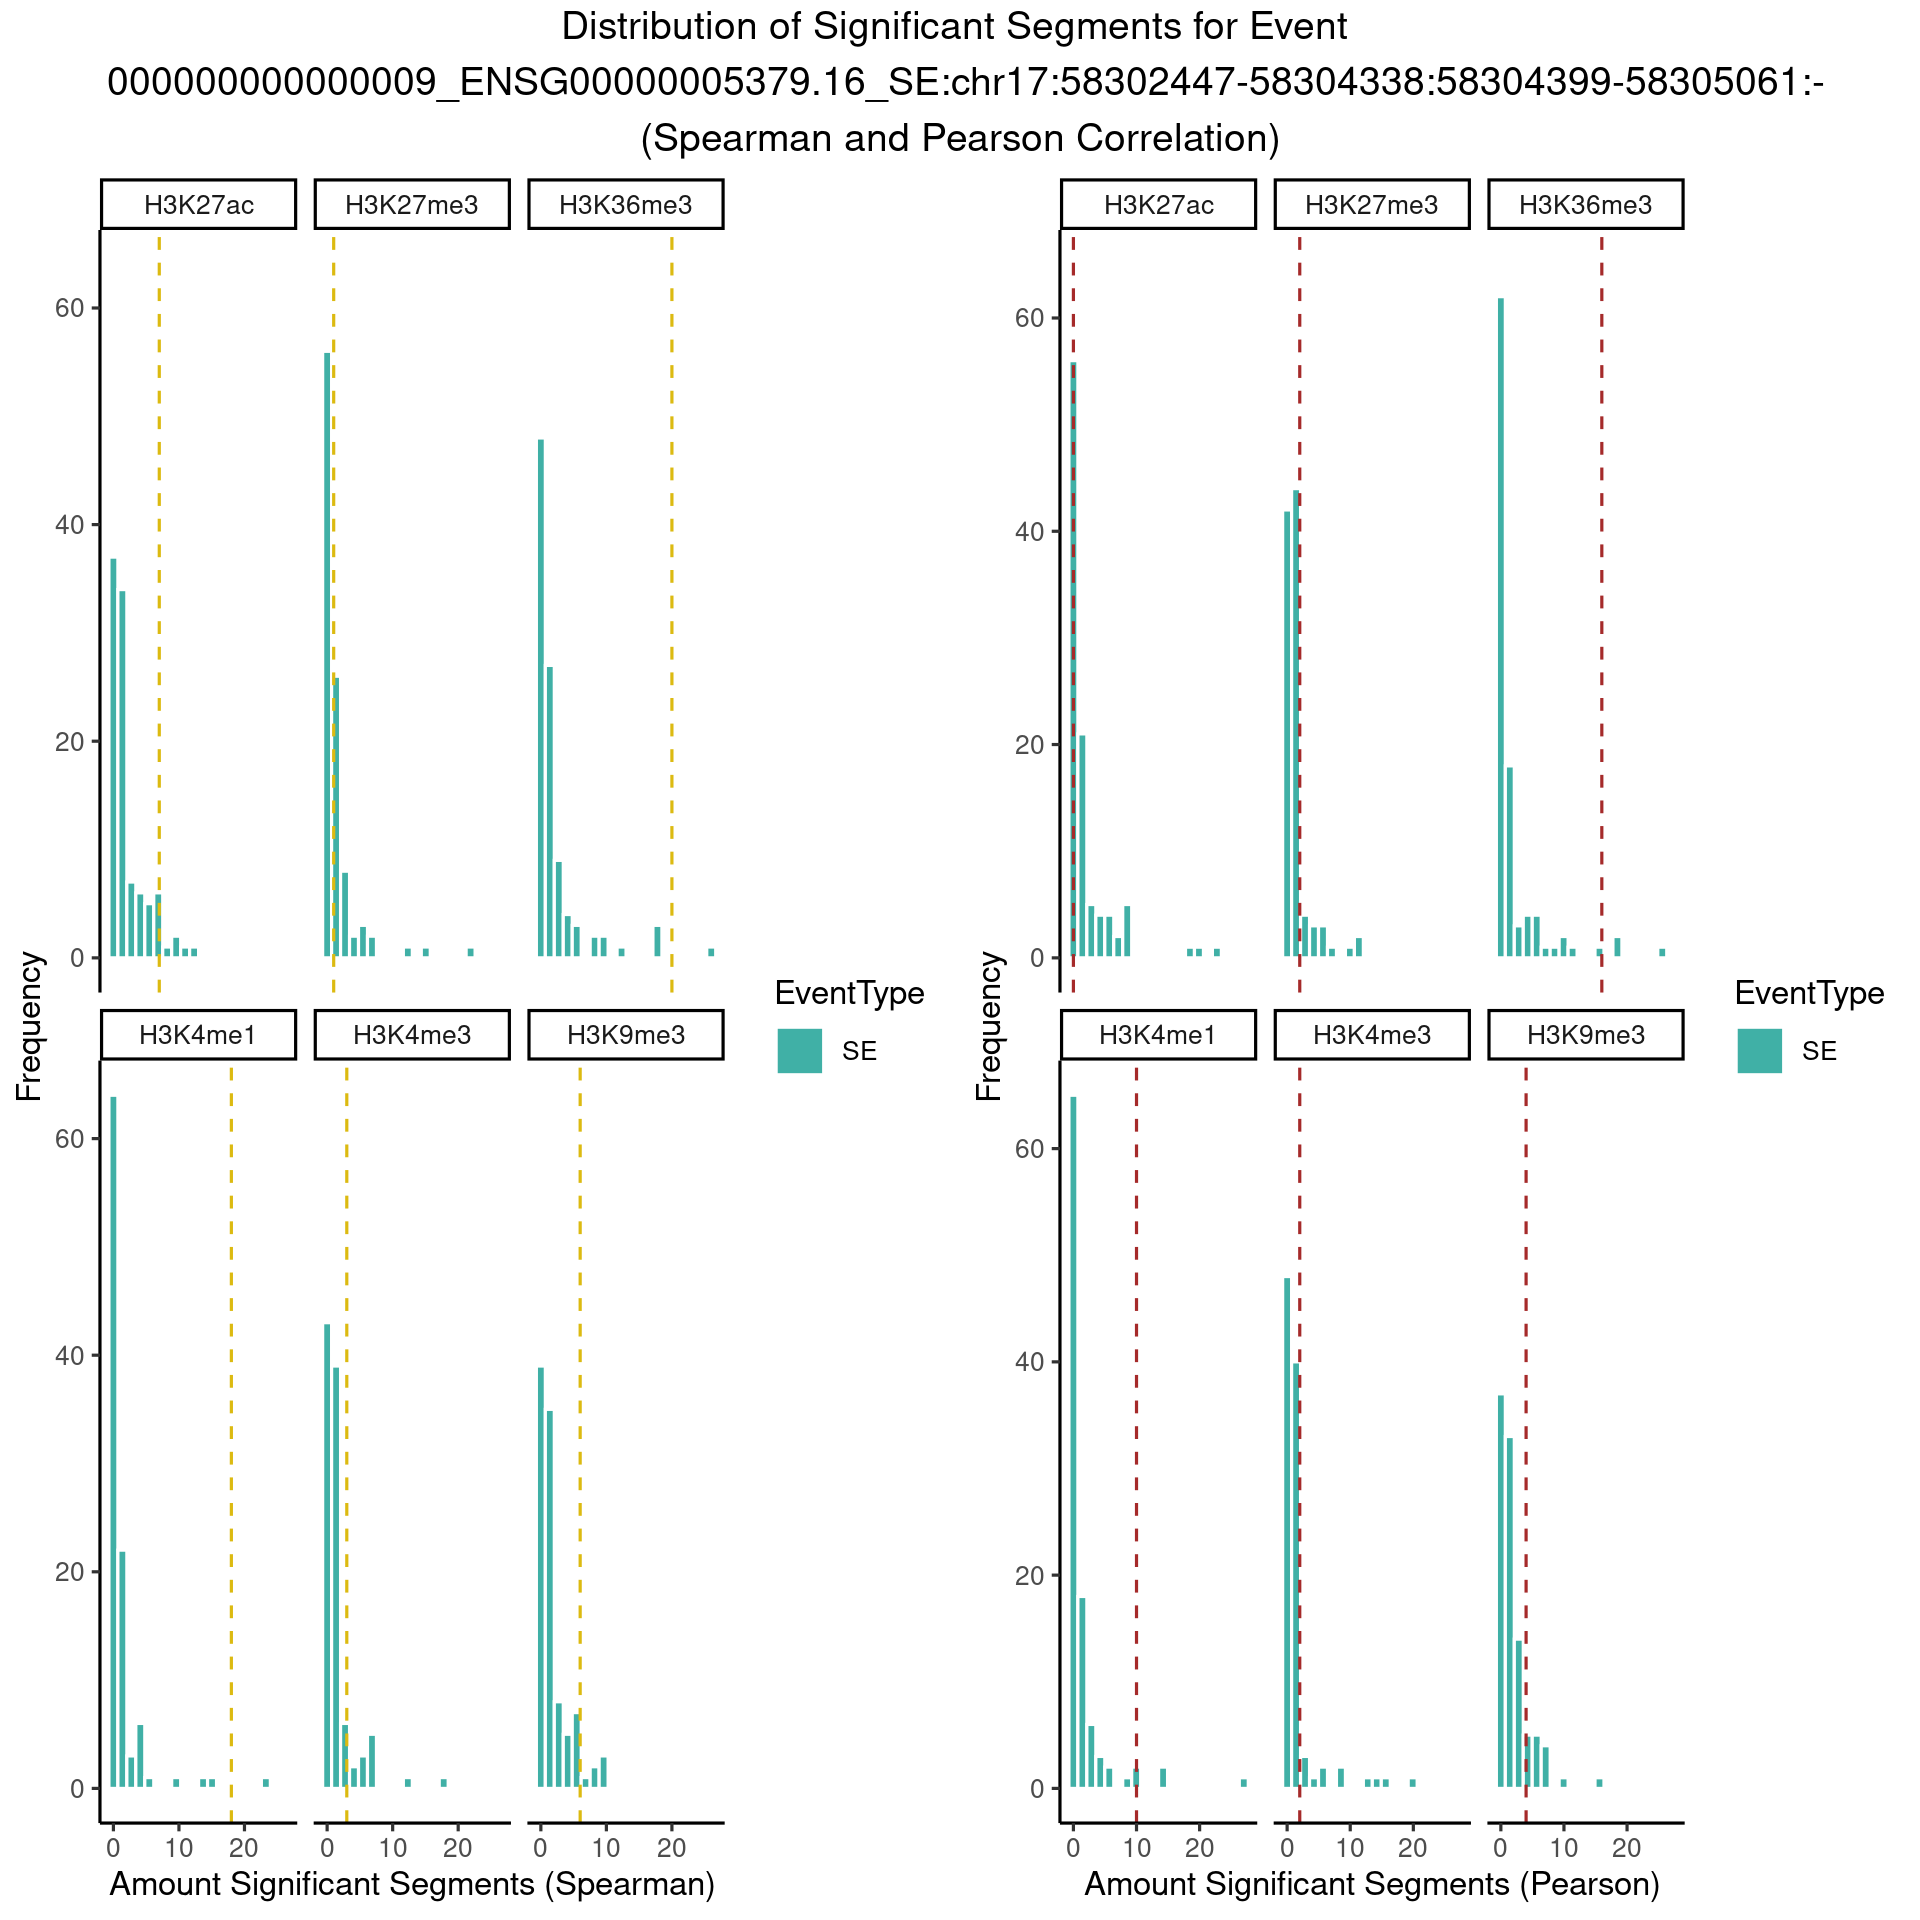 Distribution of Significant Segments for Event
000000000000009_ENSG00000005379.16_SE:chr17:58302447-58304338:58304399-58305061:-
(Spearman and Pearson Correlation)
H3K27ac H3K27me3 H3K36me3
60
40
20
0
H3K4me1 H3K4me3 H3K9me3
60
40
20
0
0 10 20 0 10 20 0 10 20
Frequency
Amount Significant Segments (Spearman)
EventType
SE
H3K27ac H3K27me3 H3K36me3
60
40
20
0
H3K4me1 H3K4me3 H3K9me3
60
40
20
0
0 10 20 0 10 20 0 10 20
Frequency
Amount Significant Segments (Pearson)
EventType
SE